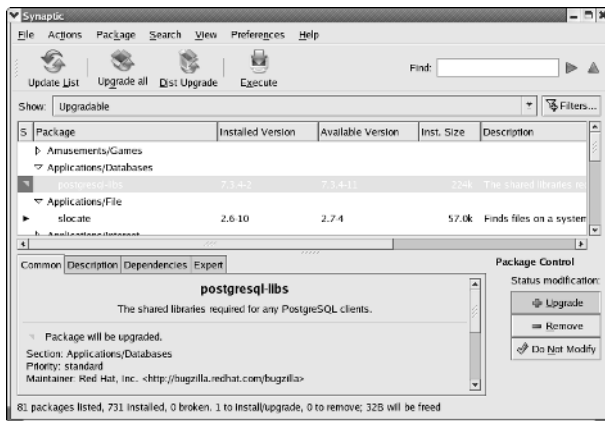 Synaptic
File Actions Package Search View Preferences Help
Update List Upgrade all Dist Upgrade Execute Find:
Show: Upgradable Filters...
S Package Installed Version Available Version Inst. Size Description
Amusements/Games
Applications/Databases
postgresql-libs 7.3.4-2 7.3.4-11 224k The shared libraries re
Applications/File
slocate 2.6-10 2.7-4 57.0k Finds files on a system
Applications/Internet
Common Description Dependencies Expert Package Control
postgresql-libs Status modification:
The shared libraries required for any PostgreSQL clients. Upgrade
Package will be upgraded. Remove
Section: Applications/Databases Do Not Modify
Priority: standard
Maintainer: Red Hat, Inc. <http://bugzilla.redhat.com/bugzilla>
81 packages listed, 731 installed, 0 broken. 1 to install/upgrade, 0 to remove; 32B will be freed